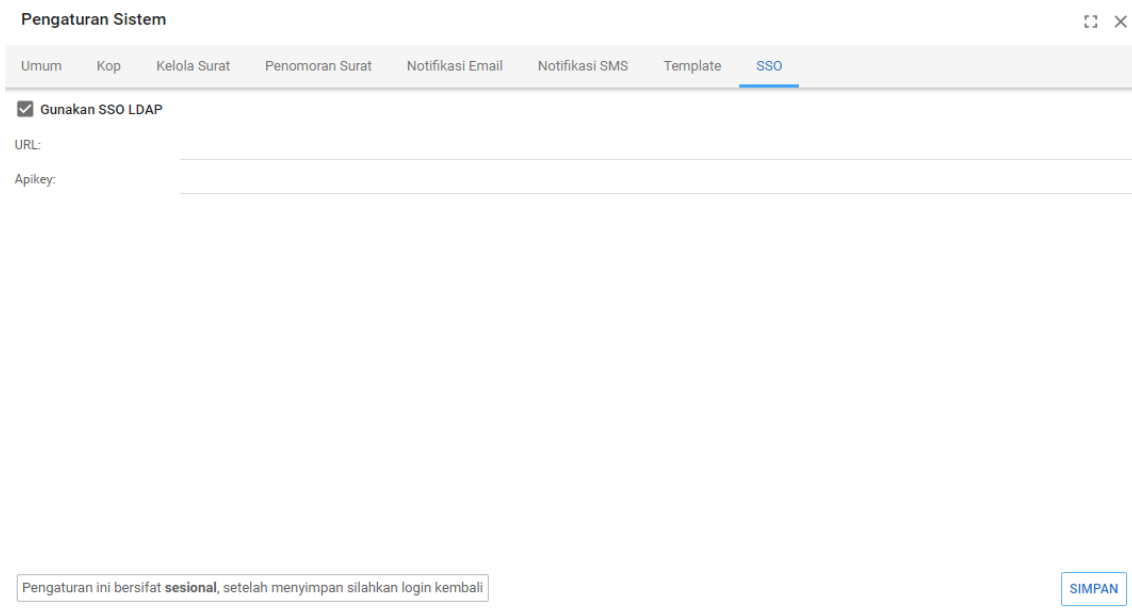 Pengaturan Sistem
Umum Kop Kelola Surat Penomoran Surat Notifikasi Email Notifikasi SMS Template SSO
Gunakan SSO LDAP
URL:
Apikey:
Pengaturan ini bersifat sesional, setelah menyimpan silahkan login kembali
SIMPAN